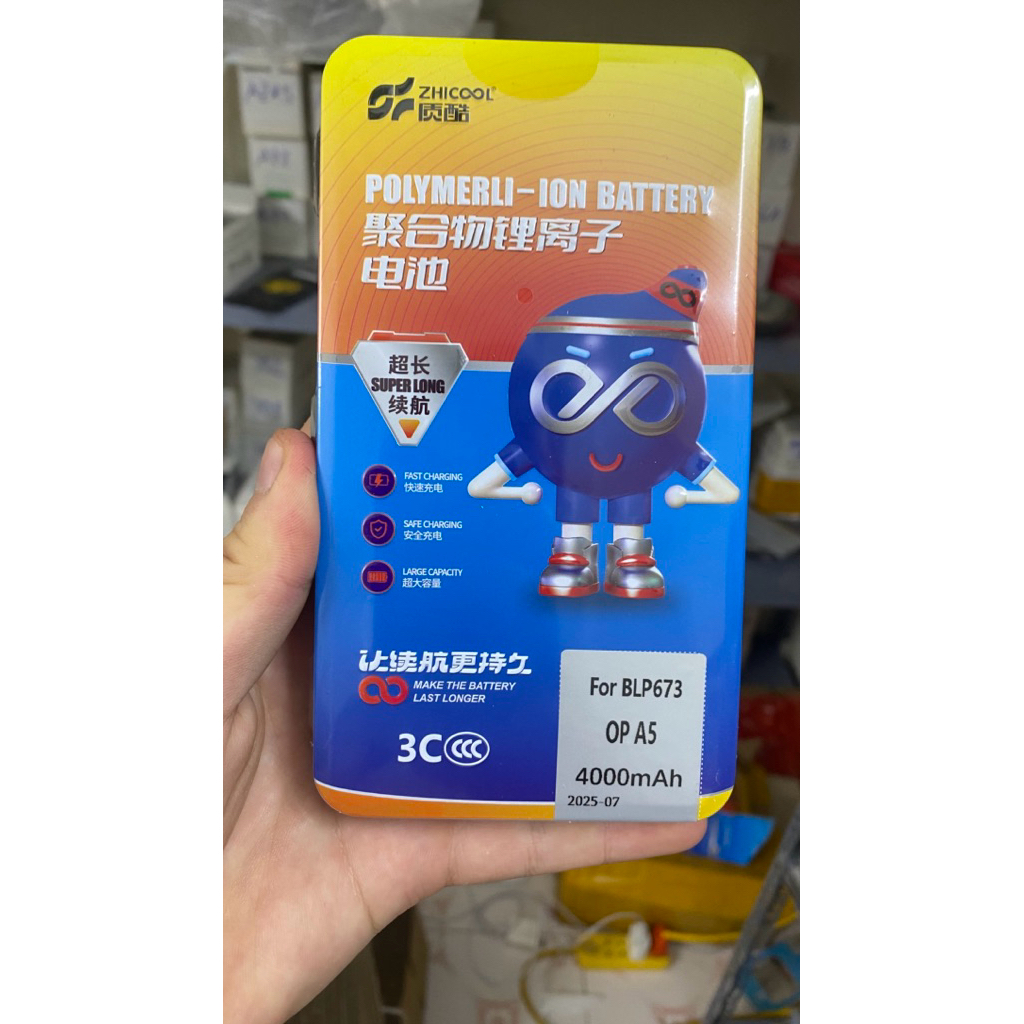 ZHICOOL
质酷
POLYMERLI-ION BATTERY
聚合物锂离子
电池
超长
SUPER LONG
续航
FAST CHARGING
快速充电
SAFE CHARGING
安全充电
LARGE CAPACITY
超大容量
让续航更持久
MAKE THE BATTERY
LAST LONGER
3C CCC
For BLP673
OP A5
4000mAh
2025-07